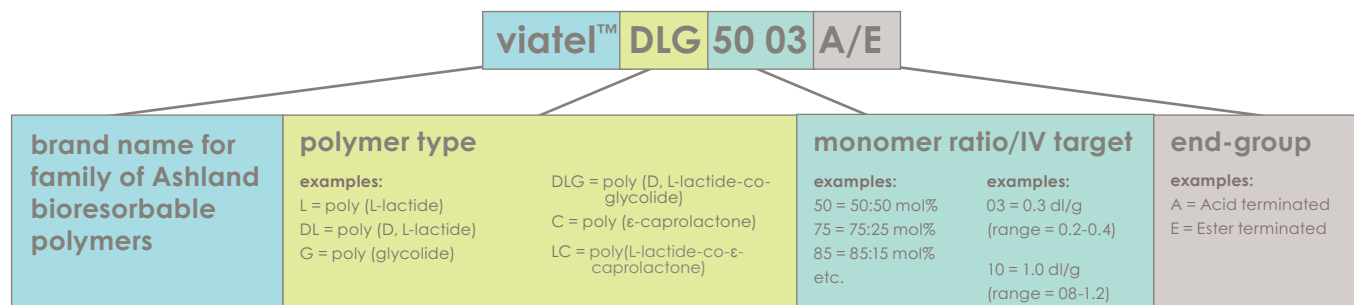 viatel™ DLG 50 03 A/E
brand name for
family of Ashland
bioresorbable
polymers
polymer type
examples:
L = poly (L-lactide)
DL = poly (D, L-lactide)
G = poly (glycolide)
DLG = poly (D, L-lactide-co-
glycolide)
C = poly (ε-caprolactone)
LC = poly(L-lactide-co-ε-
caprolactone)
monomer ratio/IV target
examples:
50 = 50:50 mol%
75 = 75:25 mol%
85 = 85:15 mol%
etc.
examples:
03 = 0.3 dl/g
(range = 0.2-0.4)
10 = 1.0 dl/g
(range = 08-1.2)
end-group
examples:
A = Acid terminated
E = Ester terminated